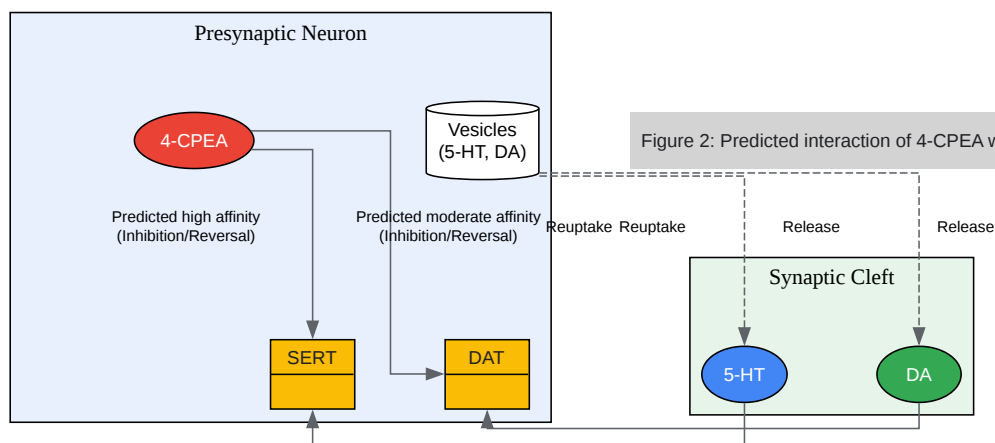 Presynaptic Neuron
4-CPEA
Vesicles
(5-HT, DA)
Figure 2: Predicted interaction of 4-CPEA w
Predicted high affinity
(Inhibition/Reversal)
Predicted moderate affinity
(Inhibition/Reversal)
Reuptake
Reuptake
Release
Release
Synaptic Cleft
SERT
DAT
5-HT
DA